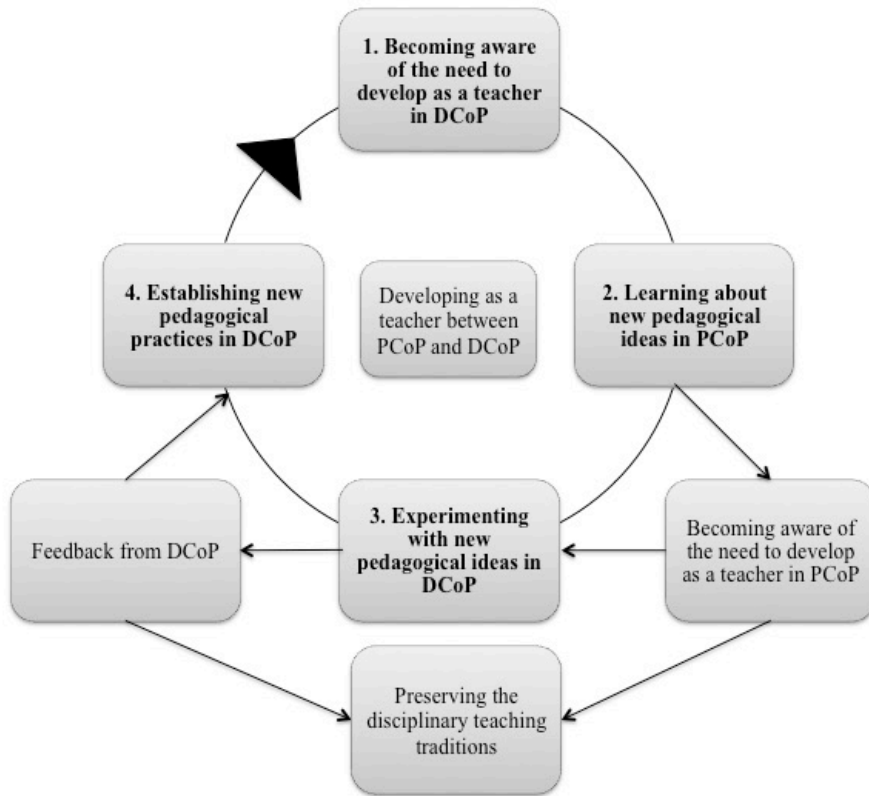 1. Becoming aware
of the need to
develop as a teacher
in DCoP
4. Establishing new
pedagogical
practices in DCoP
Developing as a
teacher between
PCoP and DCoP
2. Learning about
new pedagogical
ideas in PCoP
Feedback from DCoP
3. Experimenting
with new
pedagogical ideas in
DCoP
Becoming aware of
the need to develop
as a teacher in PCoP
Preserving the
disciplinary teaching
traditions